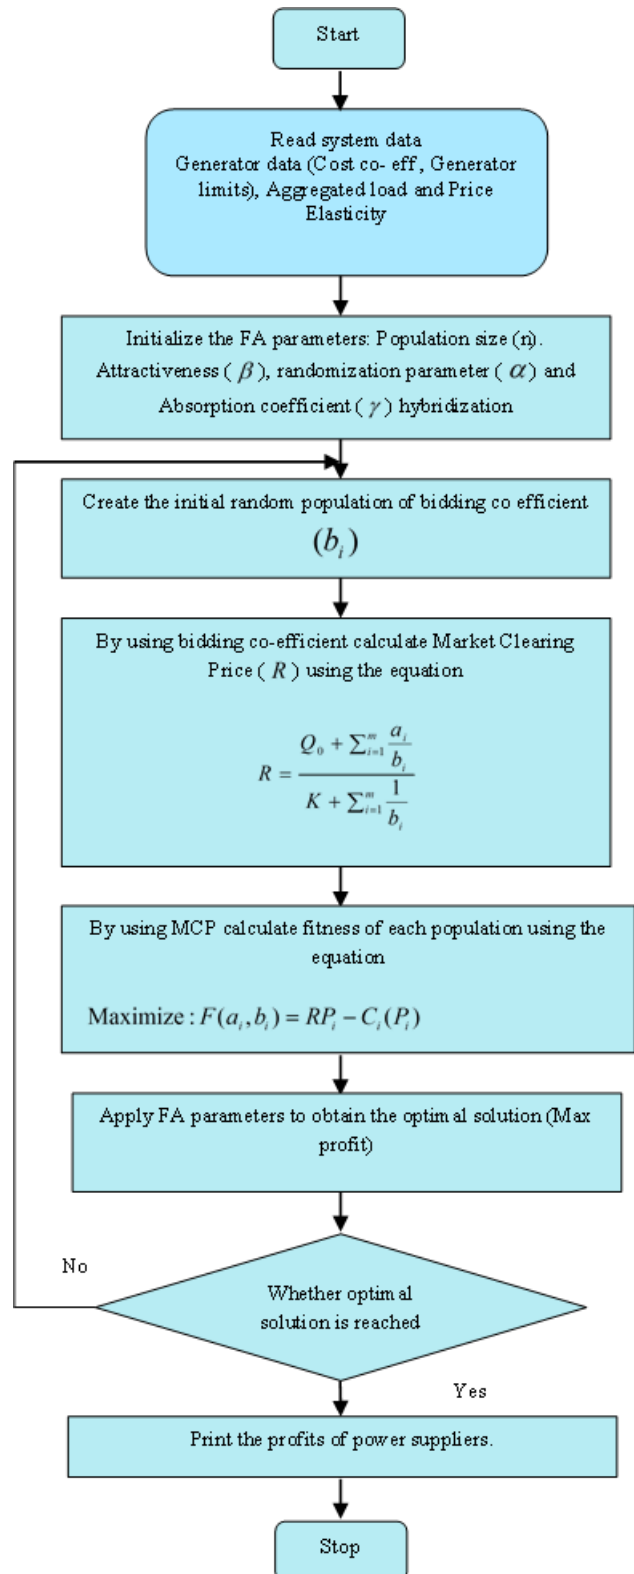 Start
Read system data
Generator data (Cost co- eff, Generator
limits), Aggregated load and Price
Elasticity
Initialize the FA parameters: Population size (n).
Attractiveness ( β ), randomization parameter ( α ) and
Absorption coefficient ( γ ) hybridization
Create the initial random population of bidding co efficient
(b_i)
By using bidding co-efficient calculate Market Clearing
Price ( R ) using the equation
R = \frac{Q_0 + \sum_{i=1}^{m} \frac{a_i}{b_i}}{K + \sum_{i=1}^{m} \frac{1}{b_i}}
By using MCP calculate fitness of each population using the
equation
Maximize : F(a_i, b_i) = RP_i − C_i(P_i)
Apply FA parameters to obtain the optimal solution (Max
profit)
No
Whether optimal
solution is reached
Yes
Print the profits of power suppliers.
Stop